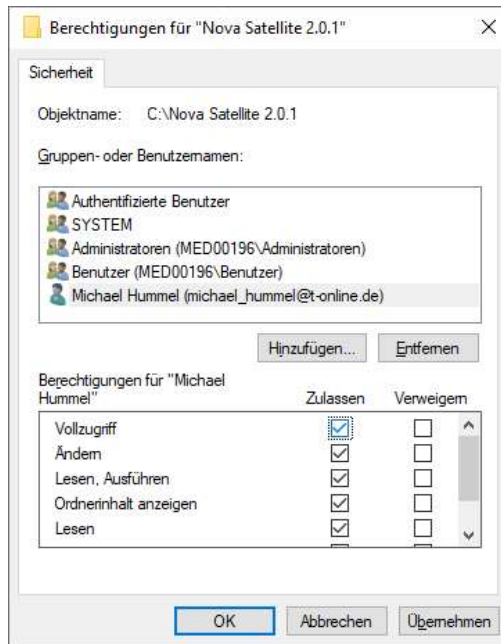 Berechtigungen für "Nova Satellite 2.0.1"
Sicherheit
Objektname: C:\Nova Satellite 2.0.1
Gruppen- oder Benutzernamen:
Authentifizierte Benutzer
SYSTEM
Administratoren (MED00196\Administratoren)
Benutzer (MED00196\Benutzer)
Michael Hummel (michael_hummel@t-online.de)
Hinzufügen... Entfernen
Berechtigungen für "Michael
Hummel" Zulassen Verweigern
Vollzugriff
Ändern
Lesen, Ausführen
Ordnerinhalt anzeigen
Lesen
OK Abbrechen Übernehmen